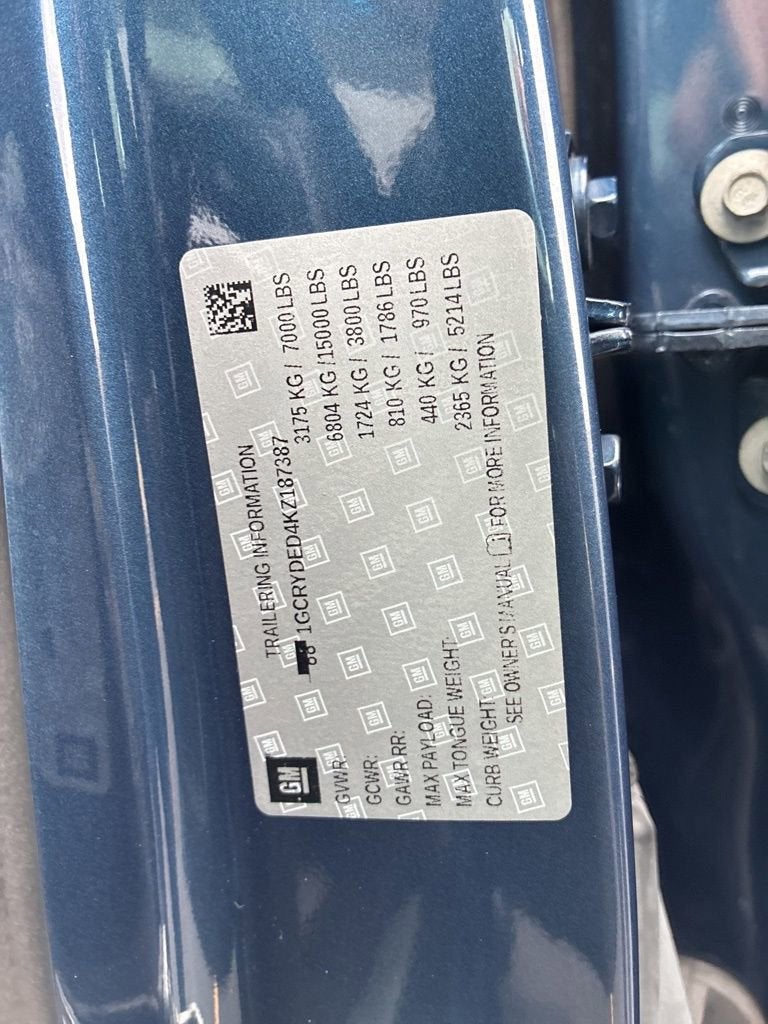 TRAILERING INFORMATION
GM 88 1GCRYDED4KZ187387
GVWR: 3175 KG / 7000 LBS
GCWR: 6804 KG /15000 LBS
GAWR RR: 1724 KG / 3800 LBS
MAX PAYLOAD: 810 KG / 1786 LBS
MAX TONGUE WEIGHT: 440 KG / 970 LBS
CURB WEIGHT: 2365 KG / 5214 LBS
SEE OWNER'S MANUAL FOR MORE INFORMATION